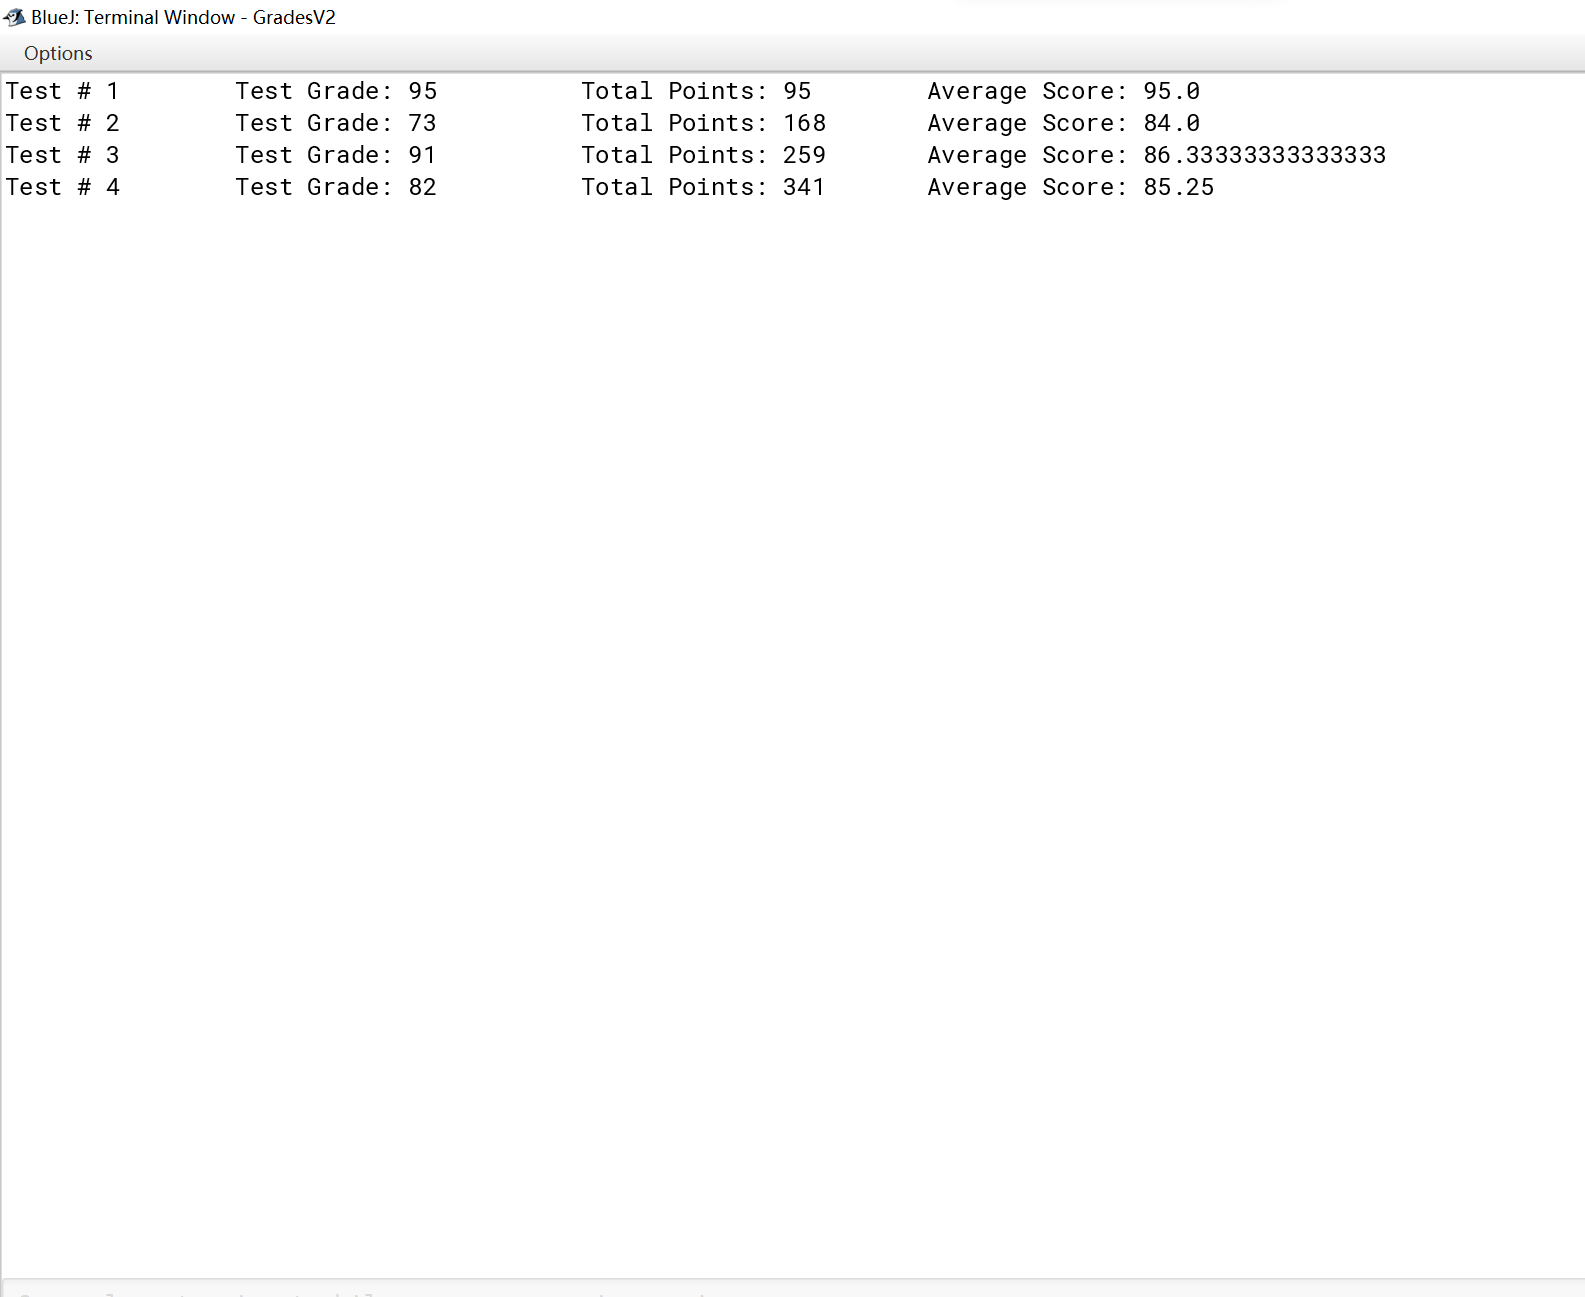 BlueJ: Terminal Window - GradesV2
Options
Test # 1        Test Grade: 95          Total Points: 95        Average Score: 95.0
Test # 2        Test Grade: 73          Total Points: 168       Average Score: 84.0
Test # 3        Test Grade: 91          Total Points: 259       Average Score: 86.33333333333333
Test # 4        Test Grade: 82          Total Points: 341       Average Score: 85.25